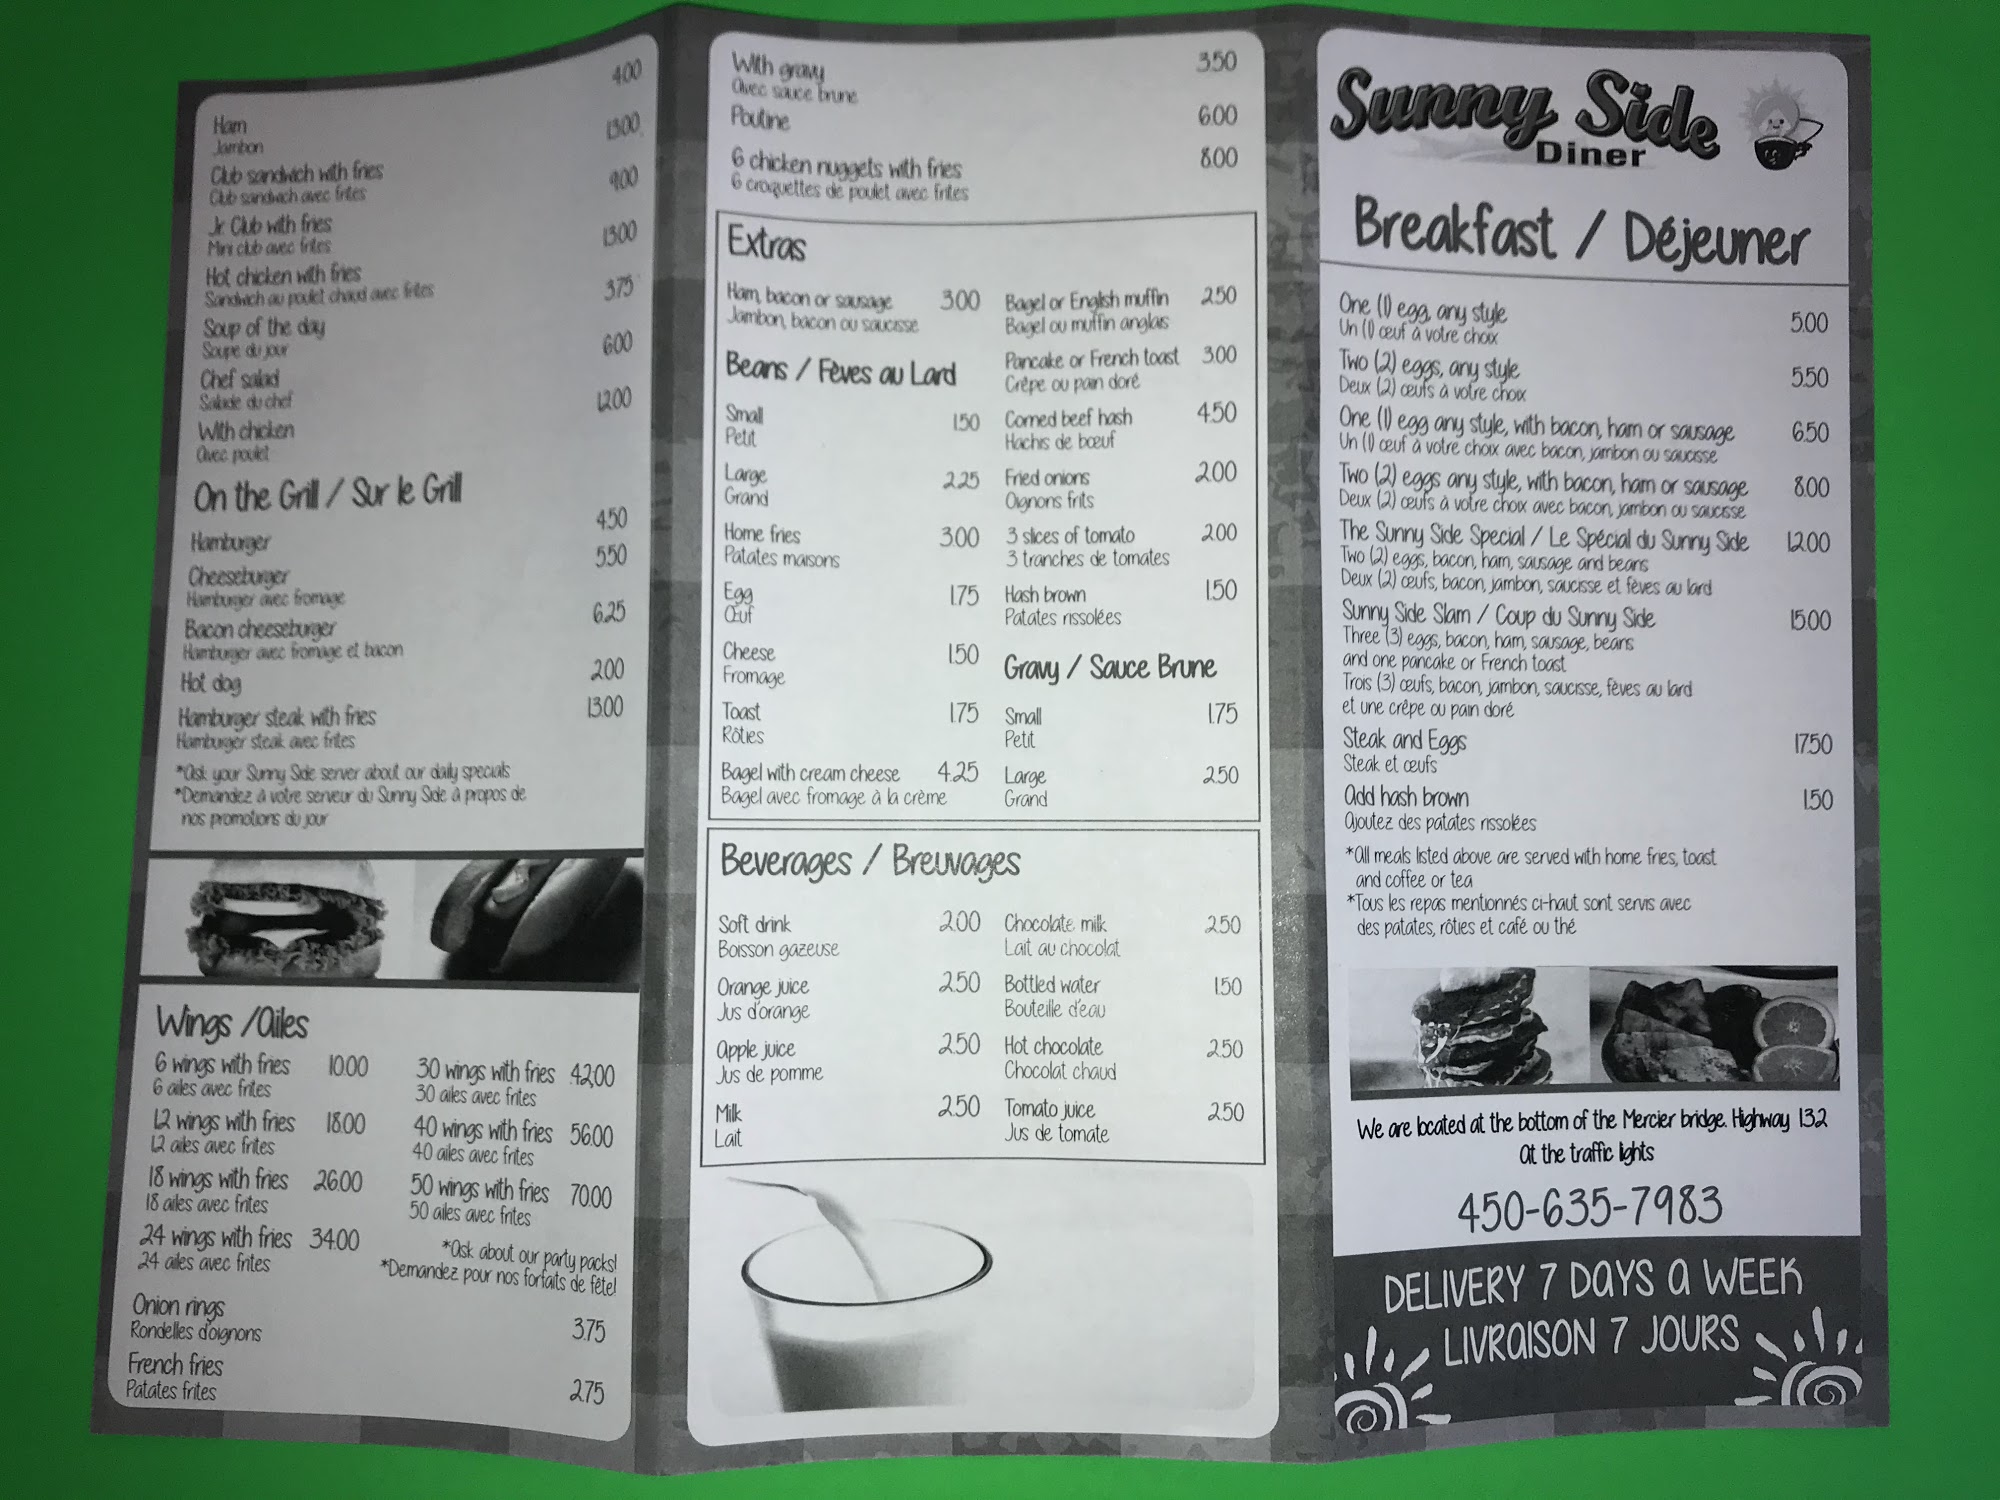 4.00
Ham
Jambon
13.00
Club sandwich with fries
Club sandwich avec frites
9.00
Jr. Club with fries
Mini club avec frites
13.00
Hot chicken with fries
Sandwich au poulet chaud avec frites
3.75
Soup of the day
Soupe du jour
6.00
Chef salad
Salade du chef
12.00
With chicken
Avec poulet
On the Grill / Sur le Grill
Hamburger 4.50
Cheeseburger 5.50
Hamburger avec fromage
Bacon cheeseburger 6.25
Hamburger avec fromage et bacon
Hot dog 2.00
Hamburger steak with fries 13.00
Hamburger steak avec frites
*Ask your Sunny Side server about our daily specials
*Demandez à votre serveur du Sunny Side à propos de
nos promotions du jour
Wings /Ailes
6 wings with fries 10.00
6 ailes avec frites
12 wings with fries 18.00
12 ailes avec frites
18 wings with fries 26.00
18 ailes avec frites
24 wings with fries 34.00
24 ailes avec frites
30 wings with fries 42.00
30 ailes avec frites
40 wings with fries 56.00
40 ailes avec frites
50 wings with fries 70.00
50 ailes avec frites
*Ask about our party packs!
*Demandez pour nos forfaits de fête!
Onion rings
Rondelles d'oignons 3.75
French fries
Patates frites 2.75
With gravy 3.50
Avec sauce brune
Poutine 6.00
6 chicken nuggets with fries 8.00
6 croquettes de poulet avec frites
Extras
Ham, bacon or sausage 3.00
Jambon, bacon ou saucisse
Beans / Fèves au Lard
Small 1.50
Petit
Large 2.25
Grand
Home fries 3.00
Patates maisons
Egg 1.75
Œuf
Cheese 1.50
Fromage
Toast 1.75
Rôties
Bagel with cream cheese 4.25
Bagel avec fromage à la crème
Bagel or English muffin 2.50
Bagel ou muffin anglais
Pancake or French toast 3.00
Crêpe ou pain doré
Corned beef hash 4.50
Hachis de bœuf
Fried onions 2.00
Oignons frits
3 slices of tomato 2.00
3 tranches de tomates
Hash brown 1.50
Patates rissolées
Gravy / Sauce Brune
Small 1.75
Petit
Large 2.50
Grand
Beverages / Breuvages
Soft drink 2.00
Boisson gazeuse
Orange juice 2.50
Jus d'orange
Apple juice 2.50
Jus de pomme
Milk 2.50
Lait
Chocolate milk 2.50
Lait au chocolat
Bottled water 1.50
Bouteille d'eau
Hot chocolate 2.50
Chocolat chaud
Tomato juice 2.50
Jus de tomate
Sunny Side
Diner
Breakfast / Déjeuner
One (1) egg, any style 5.00
Un (1) œuf à votre choix
Two (2) eggs, any style 5.50
Deux (2) œufs à votre choix
One (1) egg any style, with bacon, ham or sausage 6.50
Un (1) œuf à votre choix avec bacon, jambon ou saucisse
Two (2) eggs any style, with bacon, ham or sausage 8.00
Deux (2) œufs à votre choix avec bacon, jambon ou saucisse
The Sunny Side Special / Le Spécial du Sunny Side 12.00
Two (2) eggs, bacon, ham, sausage and beans
Deux (2) œufs, bacon, jambon, saucisse et fèves au lard
Sunny Side Slam / Coup du Sunny Side 15.00
Three (3) eggs, bacon, ham, sausage, beans
and one pancake or French toast
Trois (3) œufs, bacon, jambon, saucisse, fèves au lard
et une crêpe ou pain doré
Steak and Eggs 17.50
Steak et œufs
Add hash brown 1.50
Ajoutez des patates rissolées
*All meals listed above are served with home fries, toast
and coffee or tea
*Tous les repas mentionnés ci-haut sont servis avec
des patates, rôties et café ou thé
We are located at the bottom of the Mercier bridge. Highway 132
At the traffic lights
450-635-7983
DELIVERY 7 DAYS A WEEK
LIVRAISON 7 JOURS